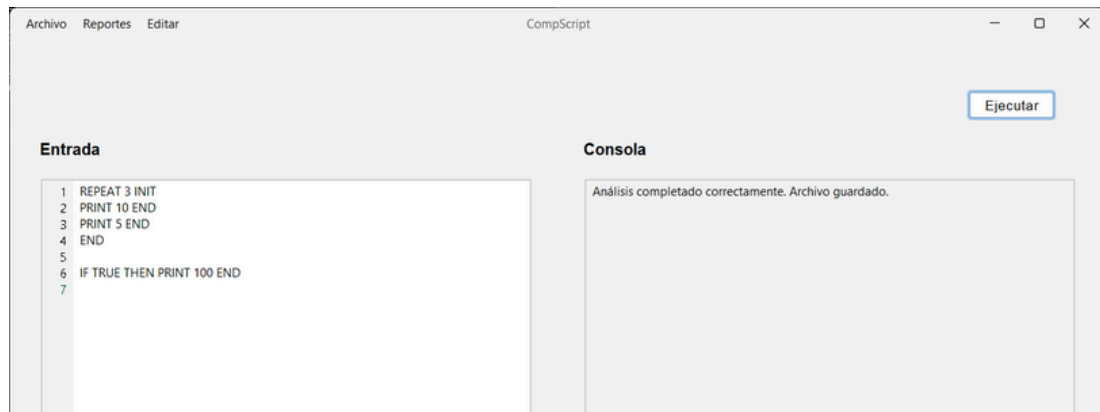 Archivo Reportes Editar CompScript
Ejecutar
Entrada
1 REPEAT 3 INIT
2 PRINT 10 END
3 PRINT 5 END
4 END
5
6 IF TRUE THEN PRINT 100 END
7
Consola
Análisis completado correctamente. Archivo guardado.